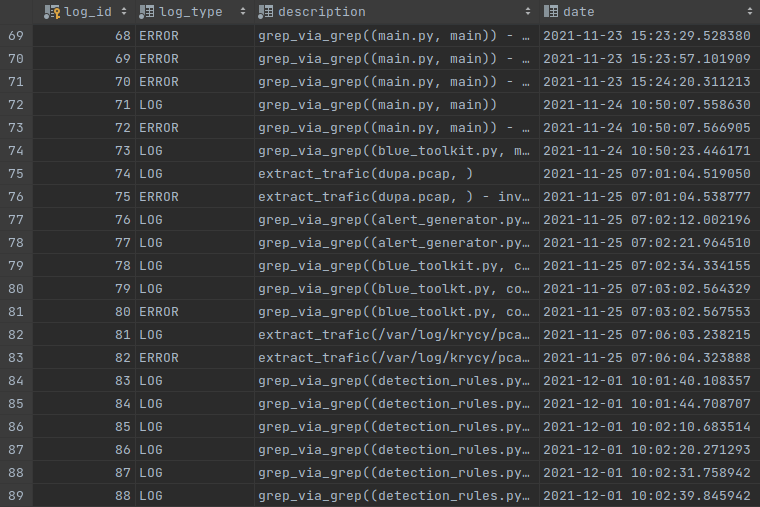 log_id log_type description date
69 68 ERROR grep_via_grep((main.py, main)) - … 2021-11-23 15:23:29.528380
70 69 ERROR grep_via_grep((main.py, main)) - … 2021-11-23 15:23:57.101909
71 70 ERROR grep_via_grep((main.py, main)) - … 2021-11-23 15:24:20.311213
72 71 LOG grep_via_grep((main.py, main)) 2021-11-24 10:50:07.558630
73 72 ERROR grep_via_grep((main.py, main)) - … 2021-11-24 10:50:07.566905
74 73 LOG grep_via_grep((blue_toolkit.py, m… 2021-11-24 10:50:23.446171
75 74 LOG extract_trafic(dupa.pcap, ) 2021-11-25 07:01:04.519050
76 75 ERROR extract_trafic(dupa.pcap, ) - inv… 2021-11-25 07:01:04.538777
77 76 LOG grep_via_grep((alert_generator.py… 2021-11-25 07:02:12.002196
78 77 LOG grep_via_grep((alert_generator.py… 2021-11-25 07:02:21.964510
79 78 LOG grep_via_grep((blue_toolkit.py, c… 2021-11-25 07:02:34.334155
80 79 LOG grep_via_grep((blue_toolkt.py, co… 2021-11-25 07:03:02.564329
81 80 ERROR grep_via_grep((blue_toolkt.py, co… 2021-11-25 07:03:02.567553
82 81 LOG extract_trafic(/var/log/krycy/pca… 2021-11-25 07:06:03.238215
83 82 ERROR extract_trafic(/var/log/krycy/pca… 2021-11-25 07:06:04.323888
84 83 LOG grep_via_grep((detection_rules.py… 2021-12-01 10:01:40.108357
85 84 LOG grep_via_grep((detection_rules.py… 2021-12-01 10:01:44.708707
86 85 LOG grep_via_grep((detection_rules.py… 2021-12-01 10:02:10.683514
87 86 LOG grep_via_grep((detection_rules.py… 2021-12-01 10:02:20.271293
88 87 LOG grep_via_grep((detection_rules.py… 2021-12-01 10:02:31.758942
89 88 LOG grep_via_grep((detection_rules.py… 2021-12-01 10:02:39.845942